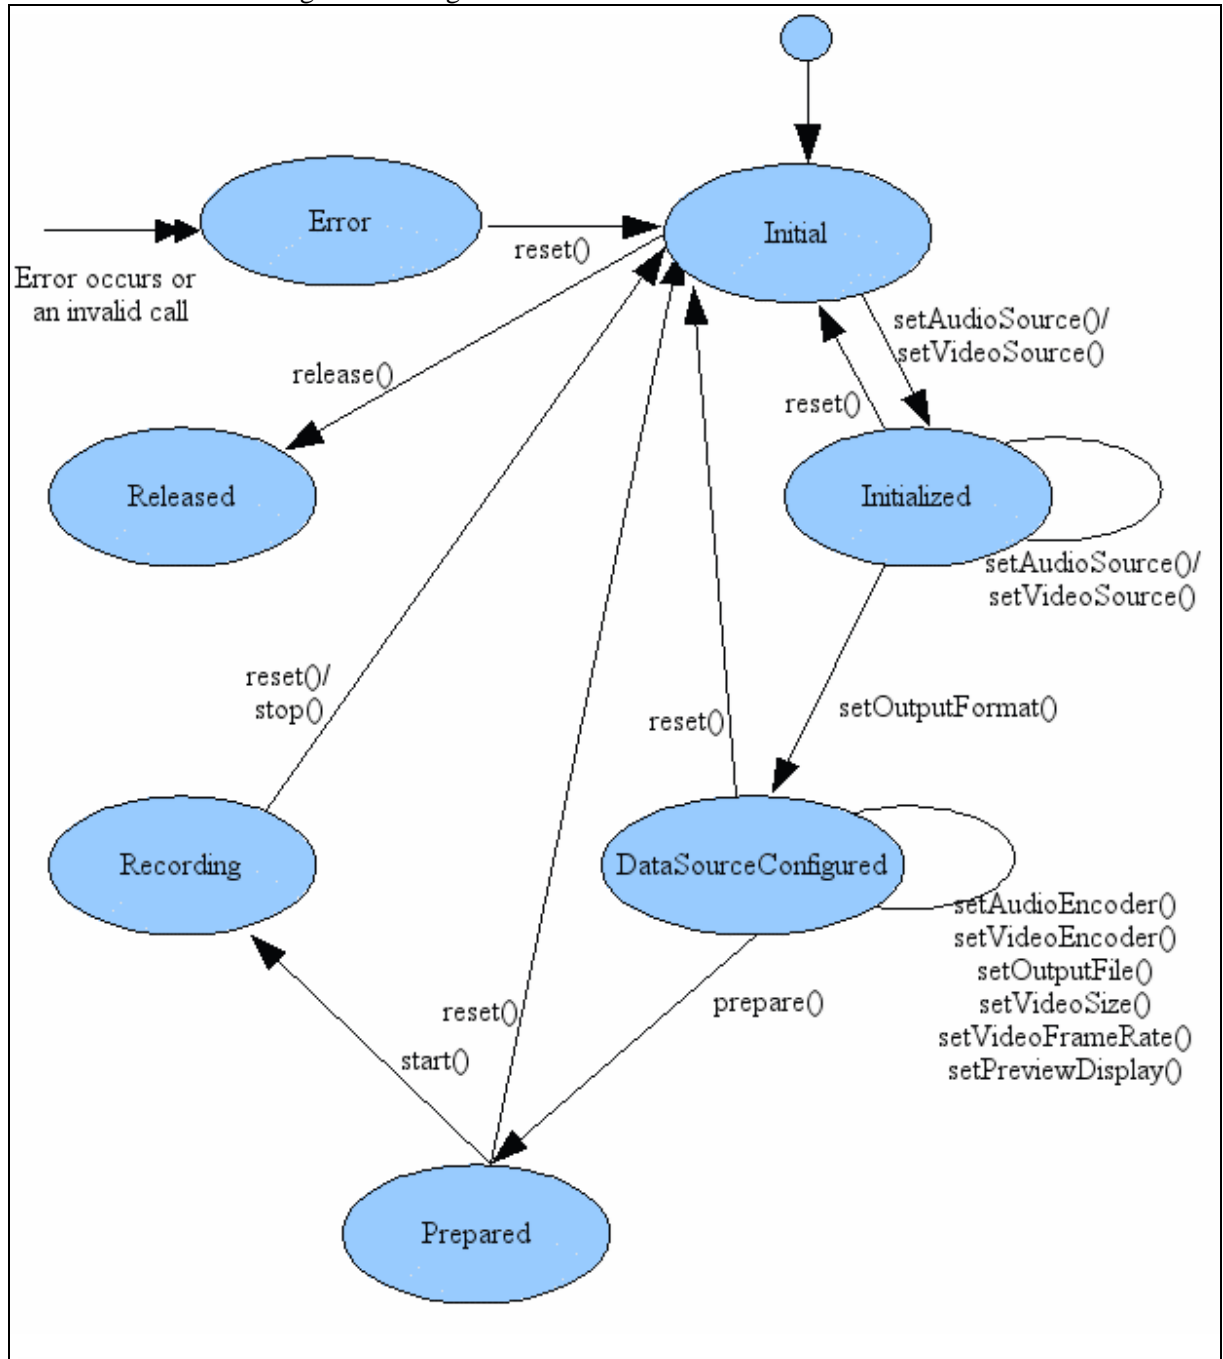 Error
Initial
reset()
Error occurs or
an invalid call
setAudioSource()/
setVideoSource()
release()
reset()
Released
Initialized
setAudioSource()/
setVideoSource()
reset()/
stop()
reset()
setOutputFormat()
Recording
DataSourceConfigured
setAudioEncoder()
setVideoEncoder()
setOutputFile()
setVideoSize()
setVideoFrameRate()
setPreviewDisplay()
reset()
prepare()
start()
Prepared